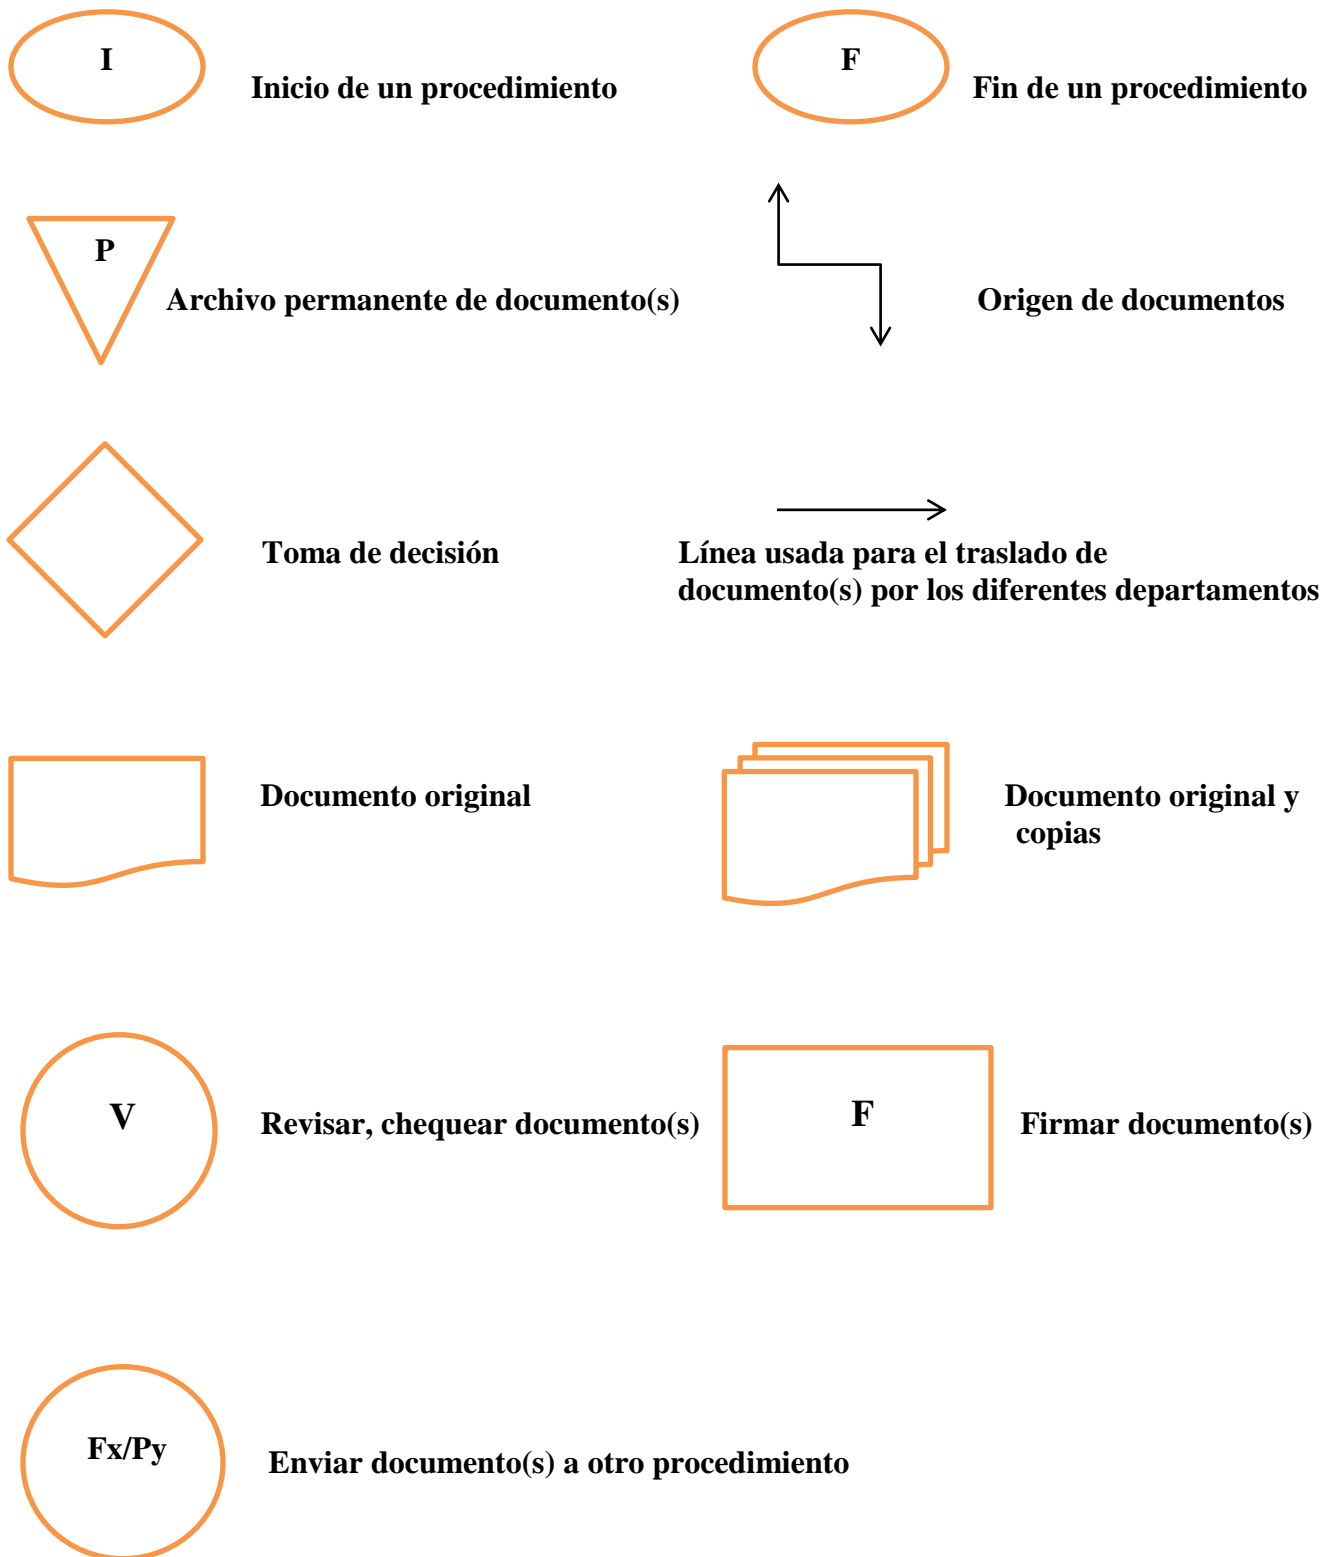 I
Inicio de un procedimiento
F
Fin de un procedimiento
P
Archivo permanente de documento(s)
Origen de documentos
Toma de decisión
Línea usada para el traslado de
documento(s) por los diferentes departamentos
Documento original
Documento original y
copias
V
Revisar, chequear documento(s)
F
Firmar documento(s)
Fx/Py
Enviar documento(s) a otro procedimiento